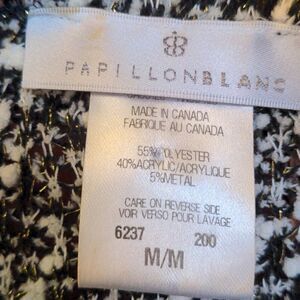 PAPILLONBLANC
MADE IN CANADA
FABRIQUE AU CANADA
55% POLYESTER
40%ACRYLIC/ACRYLIQUE
5%METAL
CARE ON REVERSE SIDE
VOIR VERSO POUR LAVAGE
6237 200
M/M